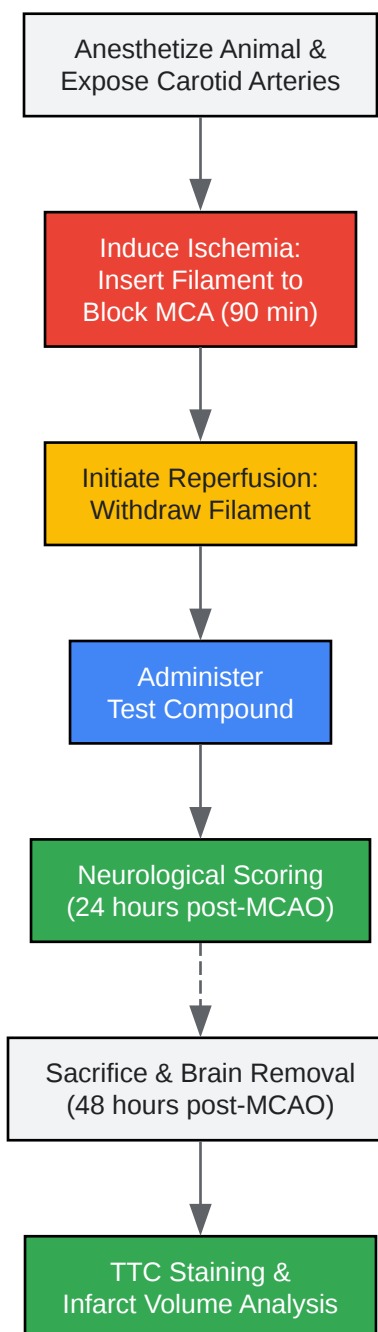 Anesthetize Animal &
Expose Carotid Arteries
Induce Ischemia:
Insert Filament to
Block MCA (90 min)
Initiate Reperfusion:
Withdraw Filament
Administer
Test Compound
Neurological Scoring
(24 hours post-MCAO)
Sacrifice & Brain Removal
(48 hours post-MCAO)
TTC Staining &
Infarct Volume Analysis